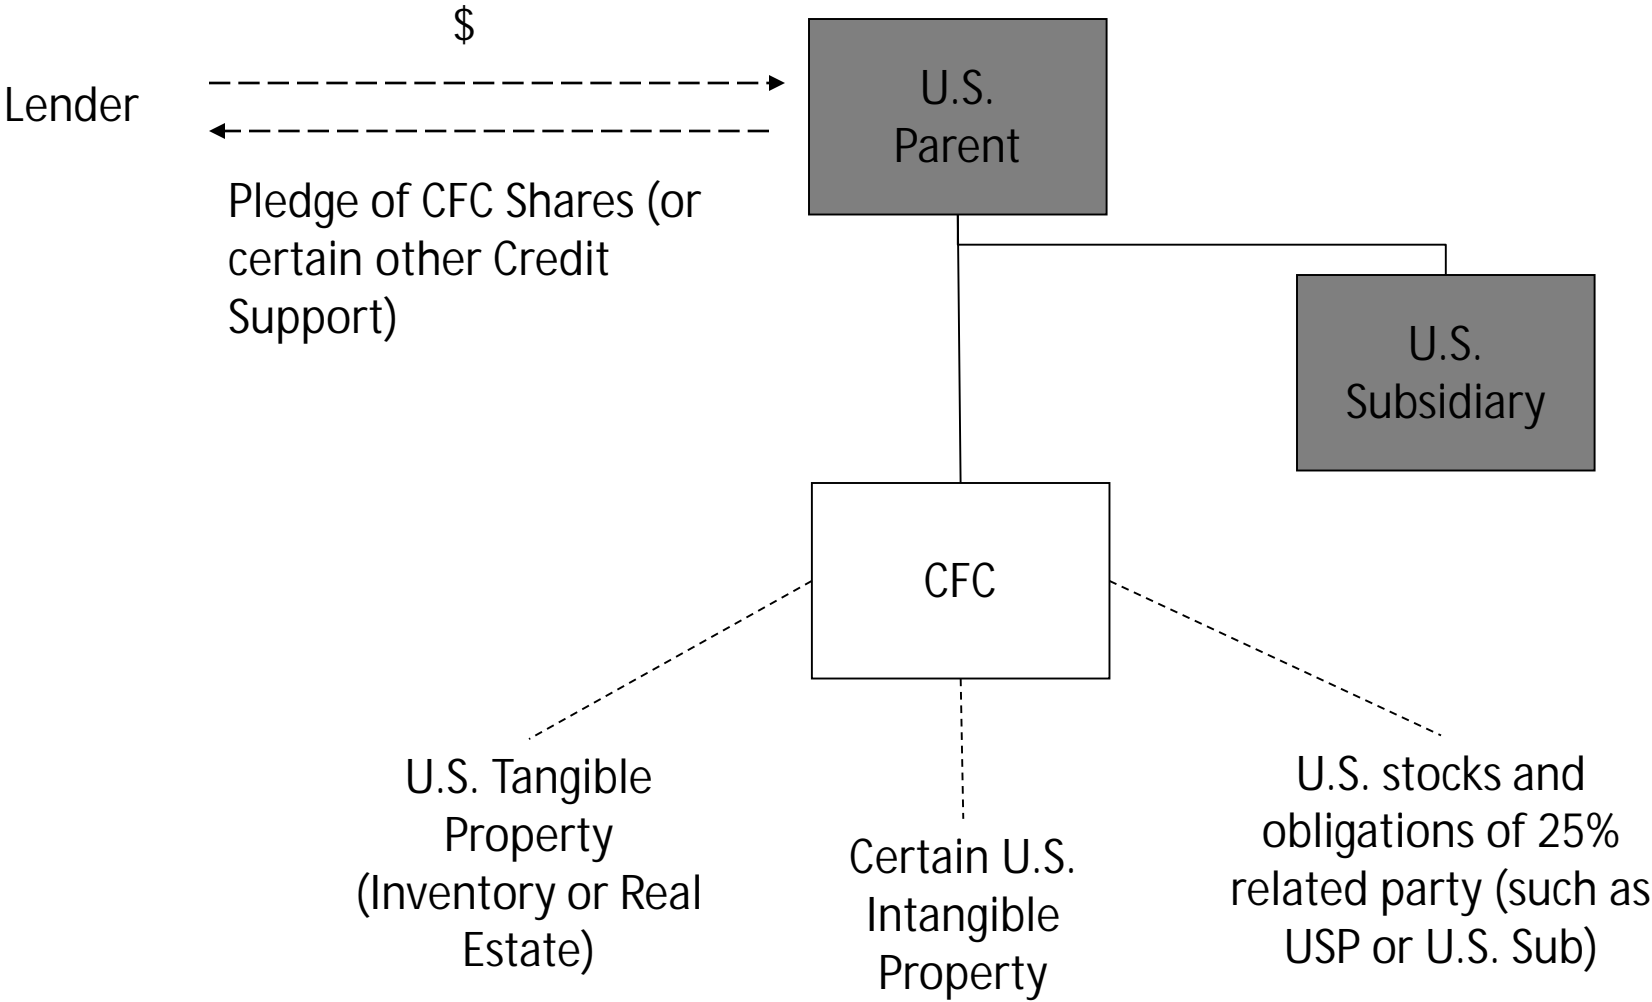 $
Lender
U.S.
Parent
Pledge of CFC Shares (or
certain other Credit
Support)
U.S.
Subsidiary
CFC
U.S. Tangible
Property
(Inventory or Real
Estate)
Certain U.S.
Intangible
Property
U.S. stocks and
obligations of 25%
related party (such as
USP or U.S. Sub)